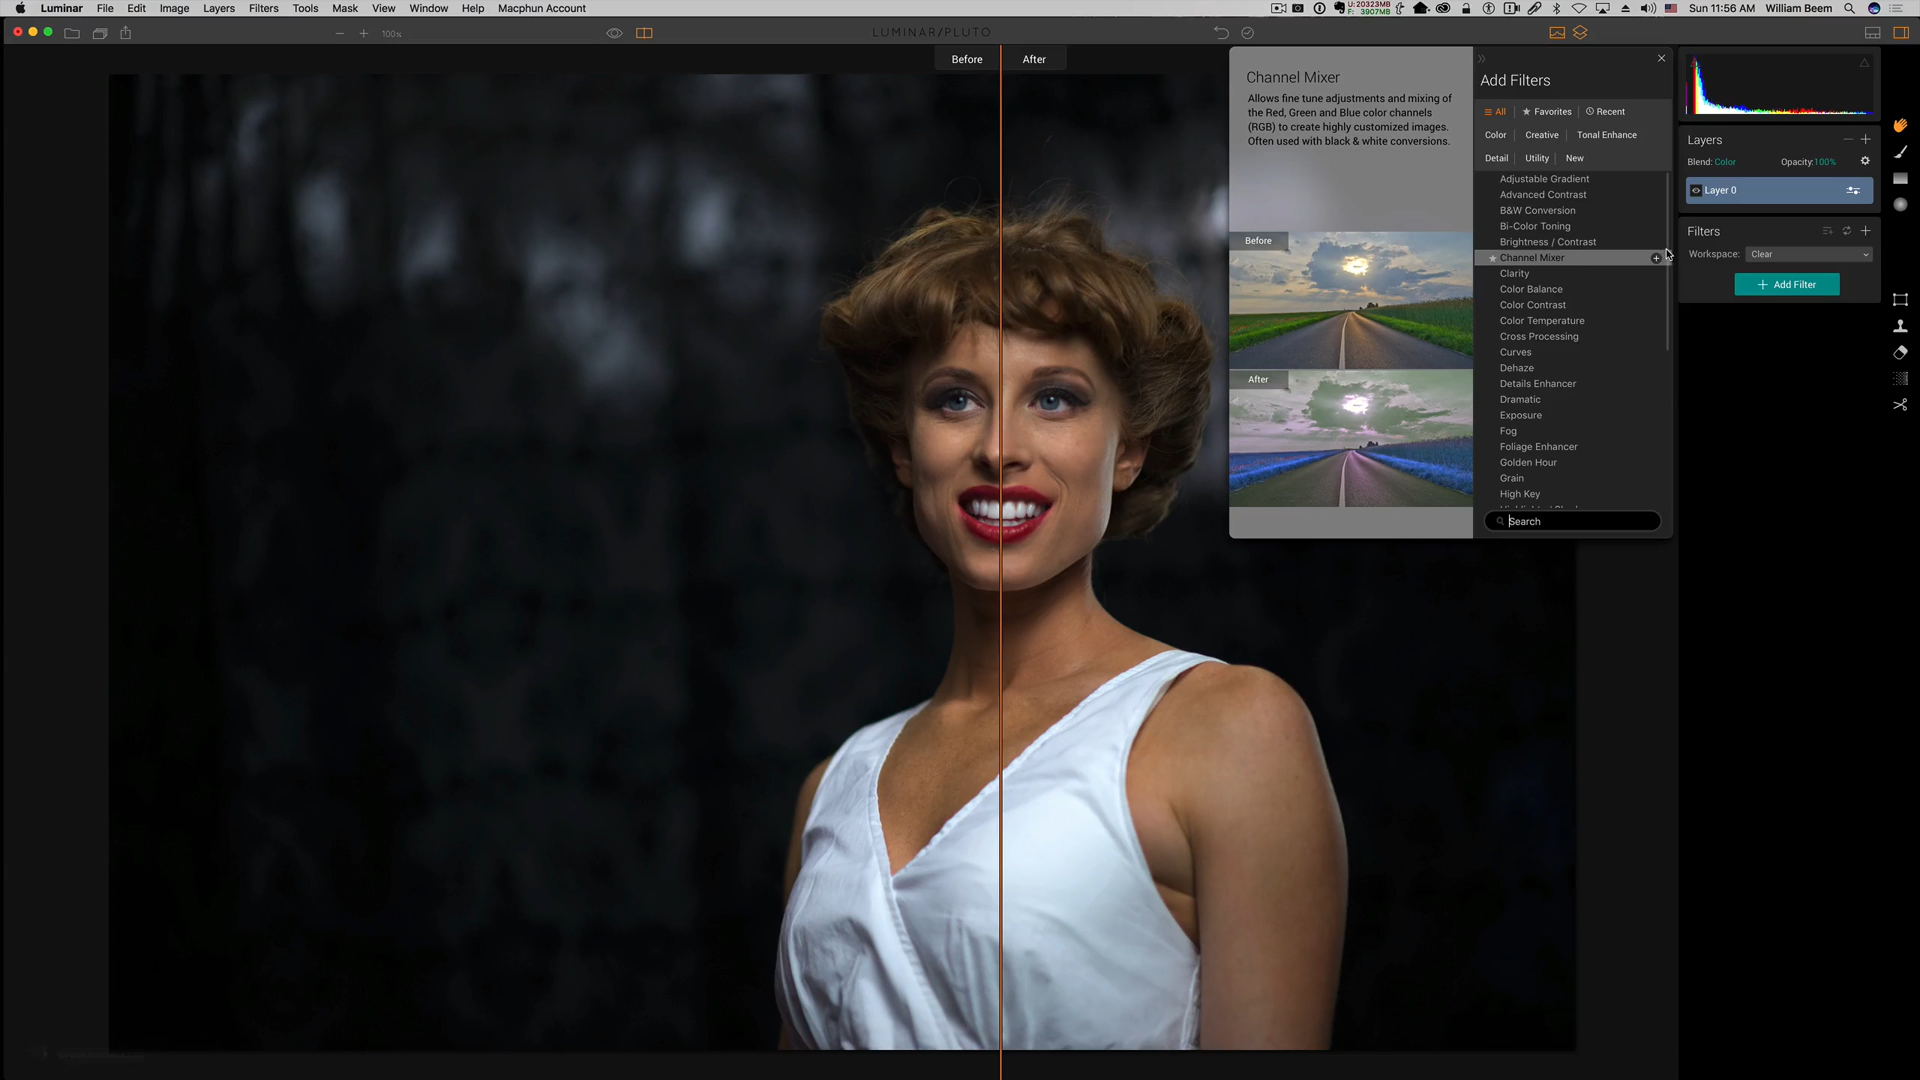 Luminar File Edit Image Layers Filters Tools Mask View Window Help Macphun Account
U: 20323MB
F: 3907MB
Sun 11:56 AM William Beem
100%
LUMINAR/PLUTO
Before After
Channel Mixer
Allows fine tune adjustments and mixing of
the Red, Green and Blue color channels
(RGB) to create highly customized images.
Often used with black & white conversions.
Before
After
Add Filters
All Favorites Recent
Color Creative Tonal Enhance
Detail Utility New
Adjustable Gradient
Advanced Contrast
B&W Conversion
Bi-Color Toning
Brightness / Contrast
Channel Mixer
Clarity
Color Balance
Color Contrast
Color Temperature
Cross Processing
Curves
Dehaze
Details Enhancer
Dramatic
Exposure
Fog
Foliage Enhancer
Golden Hour
Grain
High Key
Search
Layers
Blend: Color Opacity: 100%
Layer 0
Filters
Workspace: Clear
Add Filter